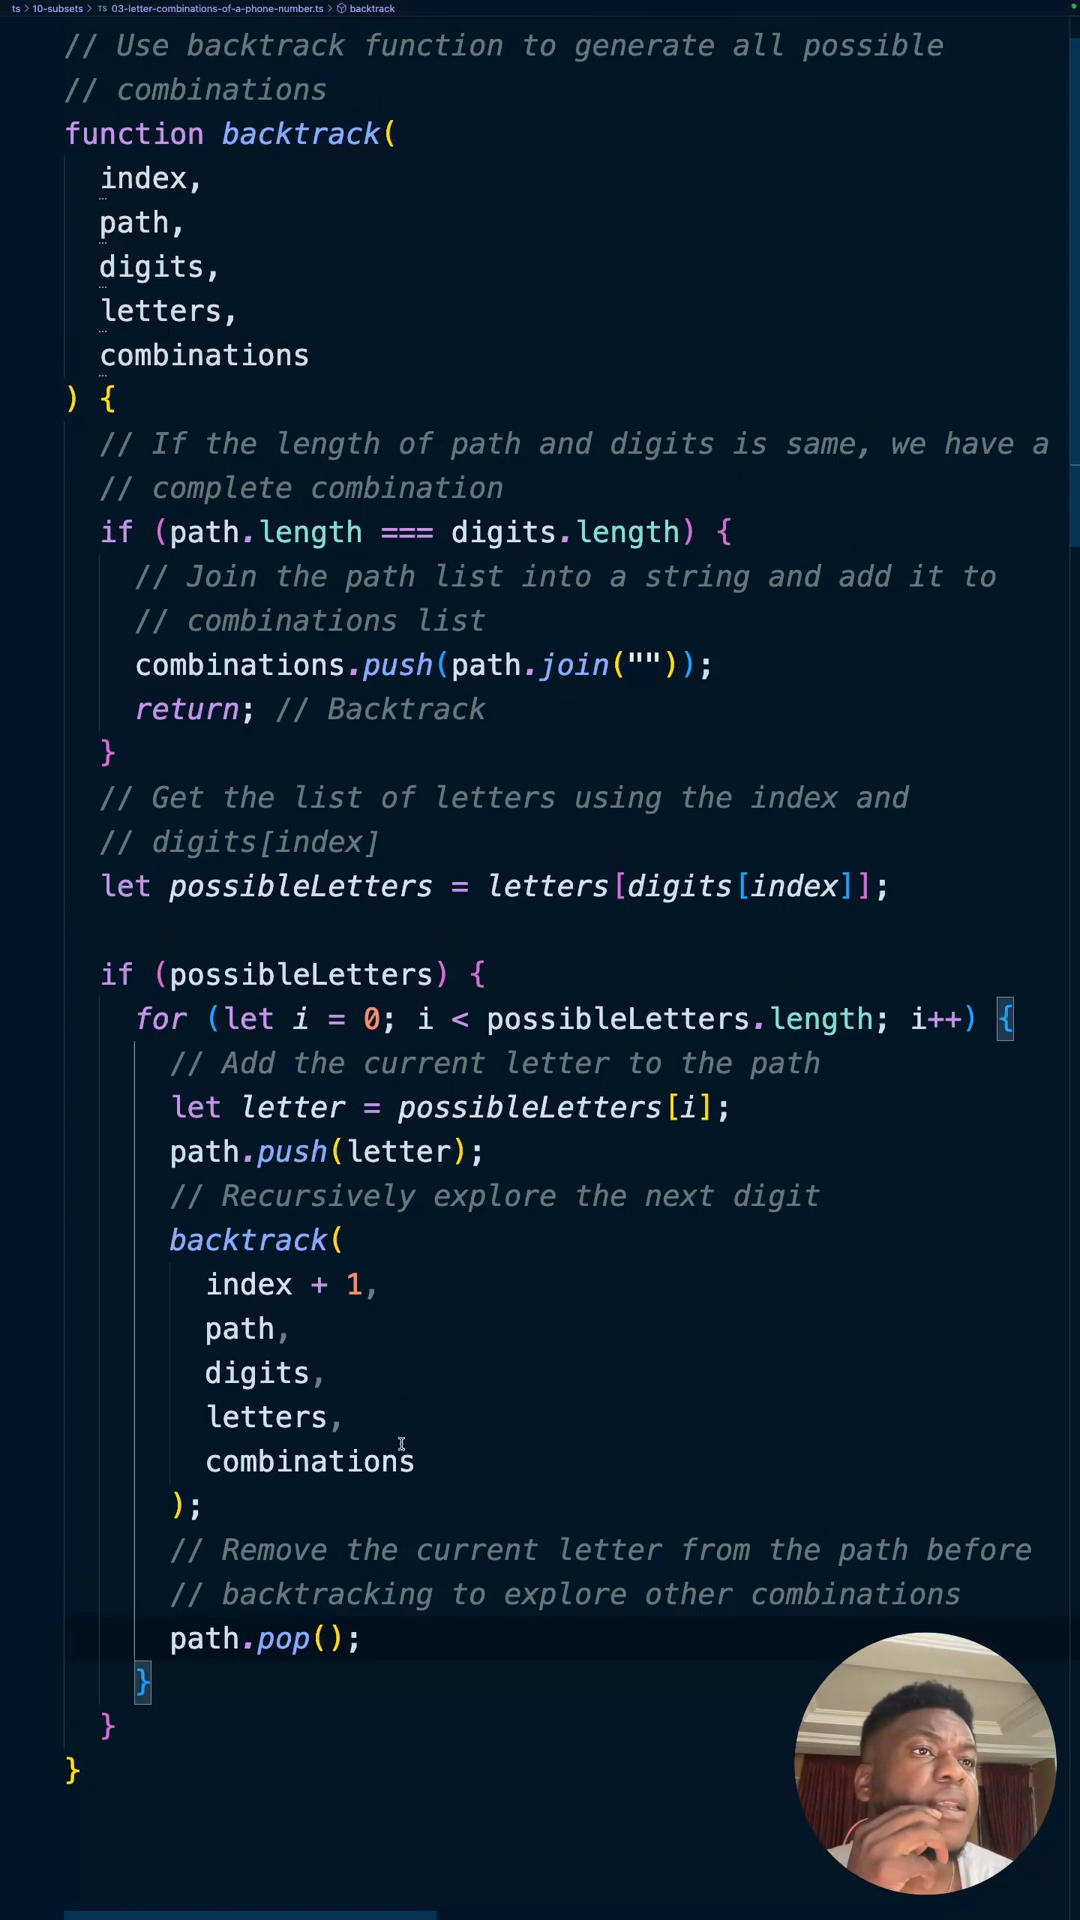 ts > 10-subsets > TS 03-letter-combinations-of-a-phone-number.ts > backtrack
// Use backtrack function to generate all possible
// combinations
function backtrack(
index,
path,
digits,
letters,
combinations
) {
// If the length of path and digits is same, we have a
// complete combination
if (path.length === digits.length) {
// Join the path list into a string and add it to
// combinations list
combinations.push(path.join(""));
return; // Backtrack
}
// Get the list of letters using the index and
// digits[index]
let possibleLetters = letters[digits[index]];
if (possibleLetters) {
for (let i = 0; i < possibleLetters.length; i++) {
// Add the current letter to the path
let letter = possibleLetters[i];
path.push(letter);
// Recursively explore the next digit
backtrack(
index + 1,
path,
digits,
letters,
combinations
);
// Remove the current letter from the path before
// backtracking to explore other combinations
path.pop();
}
}
}